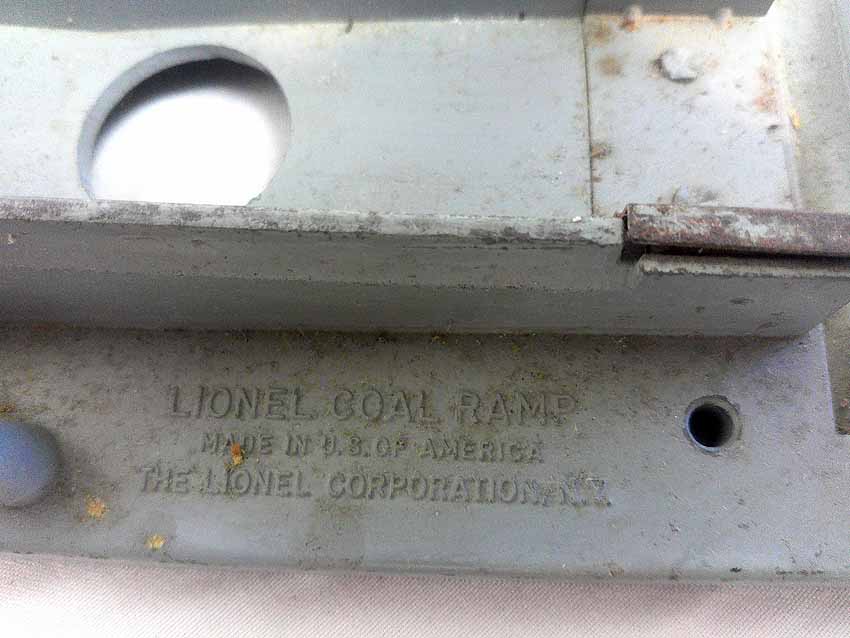 LIONEL COAL RAMP
MADE IN U.S. OF AMERICA
THE LIONEL CORPORATION, N.Y.